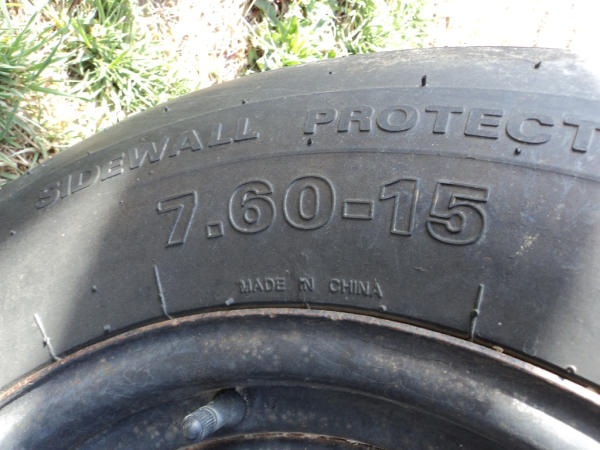 SIDEWALL PROTECT
7.60-15
MADE IN CHINA